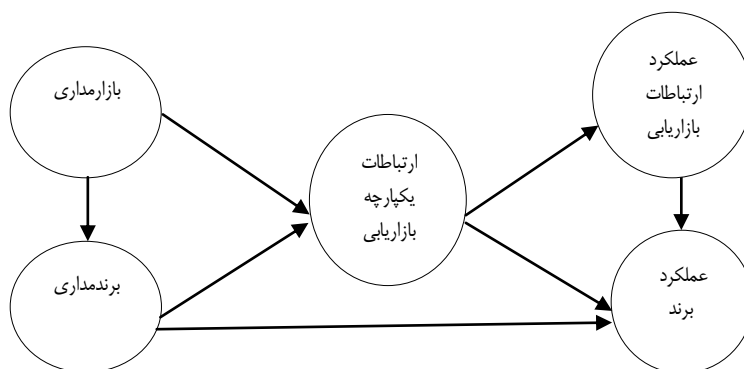 بازارمداری
برندمداری
ارتباطات
یکپارچه
بازاریابی
عملکرد
ارتباطات
بازاریابی
عملکرد
برند